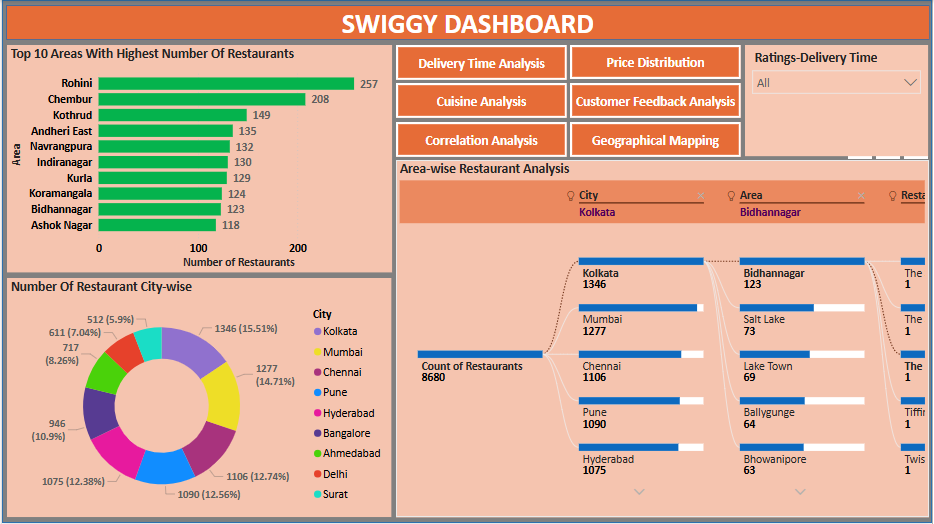 SWIGGY DASHBOARD
Top 10 Areas With Highest Number Of Restaurants
Area
Rohini 257
Chembur 208
Kothrud 149
Andheri East 135
Navrangpura 132
Indiranagar 130
Kurla 129
Koramangala 124
Bidhannagar 123
Ashok Nagar 118
0 100 200
Number of Restaurants
Delivery Time Analysis
Price Distribution
Cuisine Analysis
Customer Feedback Analysis
Correlation Analysis
Geographical Mapping
Ratings-Delivery Time
All
Number Of Restaurant City-wise
512 (5.9%)
611 (7.04%)
717
(8.26%)
946
(10.9%)
1075 (12.38%)
1090 (12.56%)
1106 (12.74%)
1277
(14.71%)
1346 (15.51%)
City
Kolkata
Mumbai
Chennai
Pune
Hyderabad
Bangalore
Ahmedabad
Delhi
Surat
Area-wise Restaurant Analysis
City
Kolkata
Area
Bidhannagar
Resta
Count of Restaurants
8680
Kolkata
1346
Mumbai
1277
Chennai
1106
Pune
1090
Hyderabad
1075
Bidhannagar
123
Salt Lake
73
Lake Town
69
Ballygunge
64
Bhowanipore
63
The
1
The
1
The
1
Tiffi
1
Twis
1